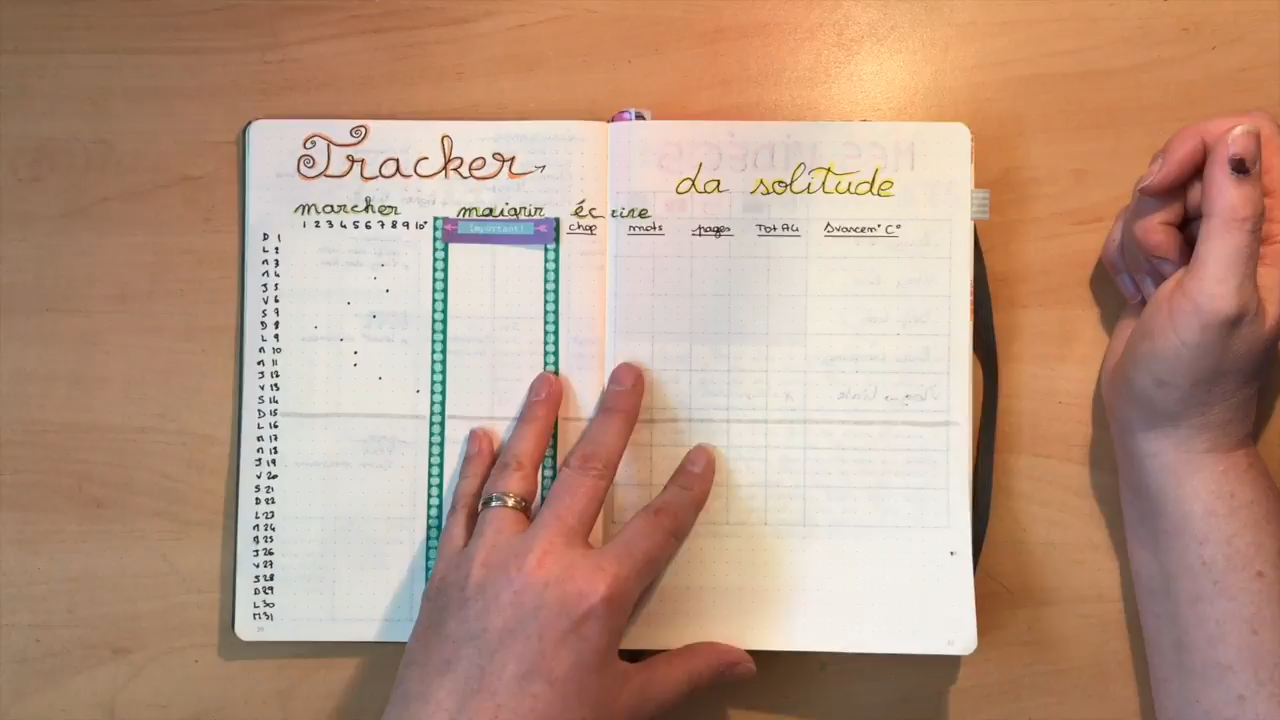 Tracker
da solitude
marcher
maigrir
écrire
1 2 3 4 5 6 7 8 9 10
Important!
chap
mots
pages
Tot AG
Avancem° C°
D 1
L 2
M 3
M 4
J 5
V 6
S 7
D 8
L 9
M 10
M 11
J 12
V 13
S 14
D 15
L 16
M 17
M 18
J 19
V 20
S 21
D 22
L 23
M 24
M 25
J 26
V 27
S 28
D 29
L 30
M 31